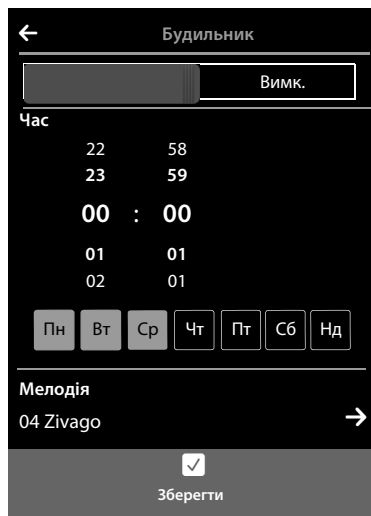 Будильник
Вимк.
Час
22 58
23 59
00 : 00
01 01
02 01
Пн Вт Ср Чт Пт Сб Нд
Мелодія
04 Zivago
Зберегти